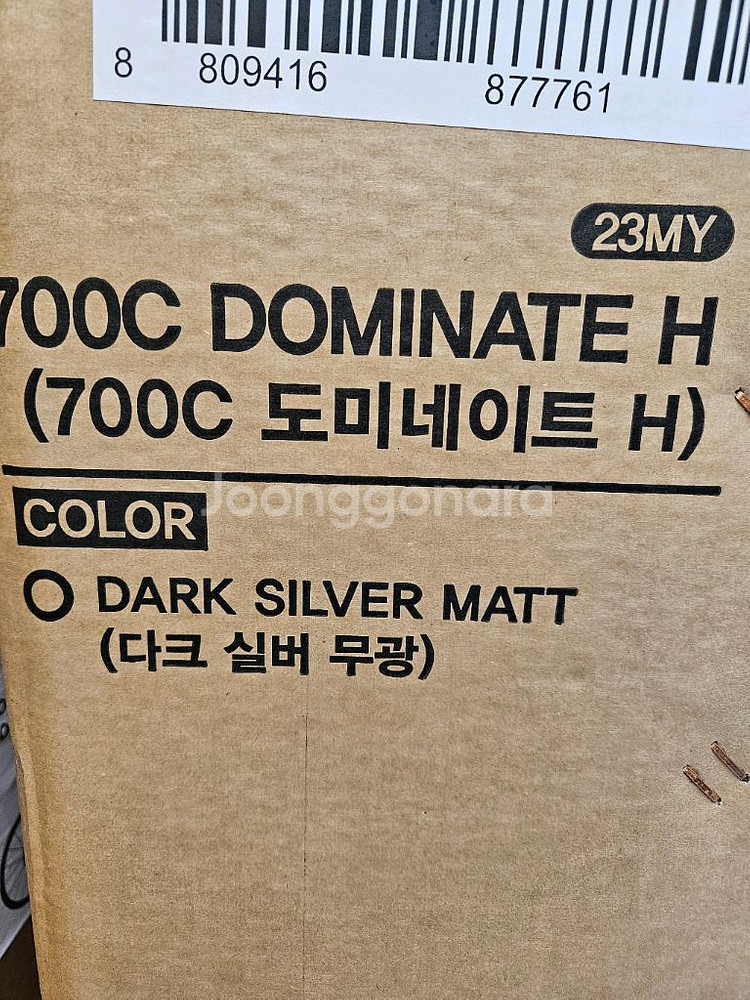 8 809416 877761
23MY
700C DOMINATE H
(700C 도미네이트 H)
COLOR
Joonggonara
DARK SILVER MATT
(다크 실버 무광)